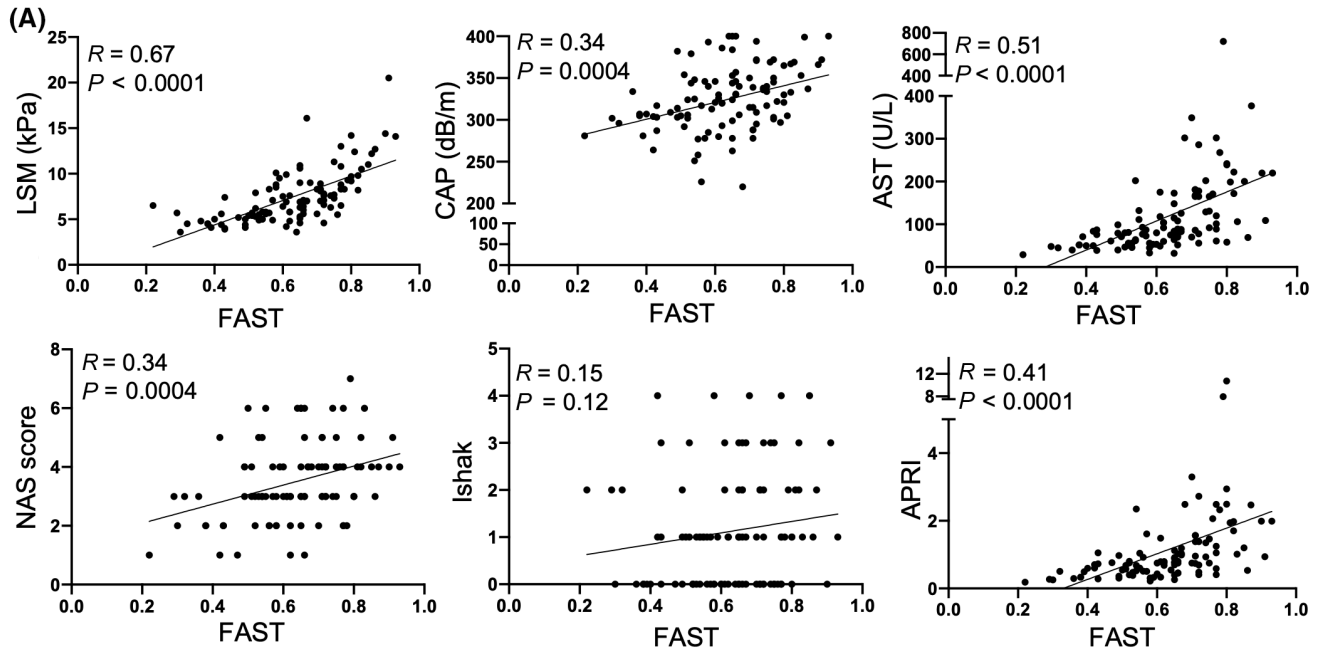 (A)
R = 0.67
P < 0.0001
LSM (kPa)
25
20
15
10
5
0
0.0 0.2 0.4 0.6 0.8 1.0
FAST
R = 0.34
P = 0.0004
CAP (dB/m)
400
350
300
250
200
100
50
0
0.0 0.2 0.4 0.6 0.8 1.0
FAST
R = 0.51
P < 0.0001
AST (U/L)
800
600
400
400
300
200
100
0
0.0 0.2 0.4 0.6 0.8 1.0
FAST
R = 0.34
P = 0.0004
NAS score
8
6
4
2
0
0.0 0.2 0.4 0.6 0.8 1.0
FAST
R = 0.15
P = 0.12
Ishak
5
4
3
2
1
0
0.0 0.2 0.4 0.6 0.8 1.0
FAST
R = 0.41
P < 0.0001
APRI
12
8
4
2
0
0.0 0.2 0.4 0.6 0.8 1.0
FAST